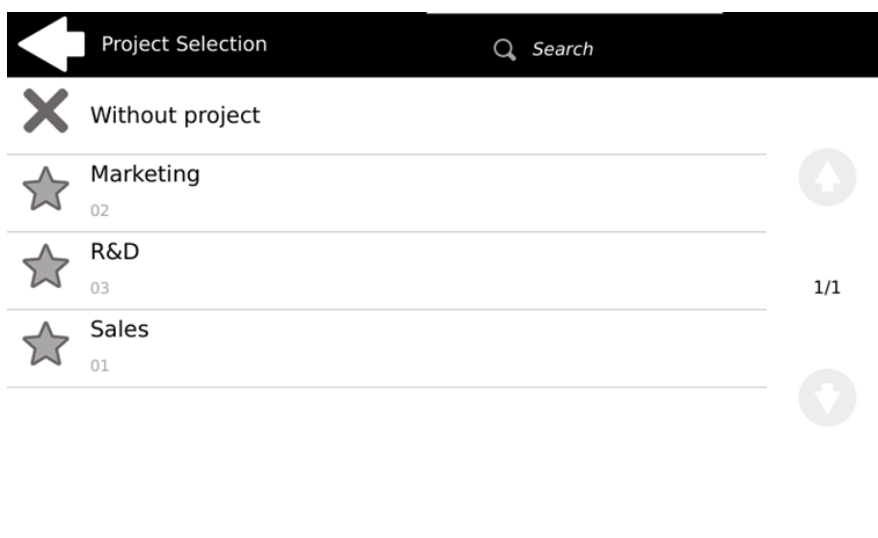 Project Selection
Search
Without project
Marketing
02
R&D
03
1/1
Sales
01